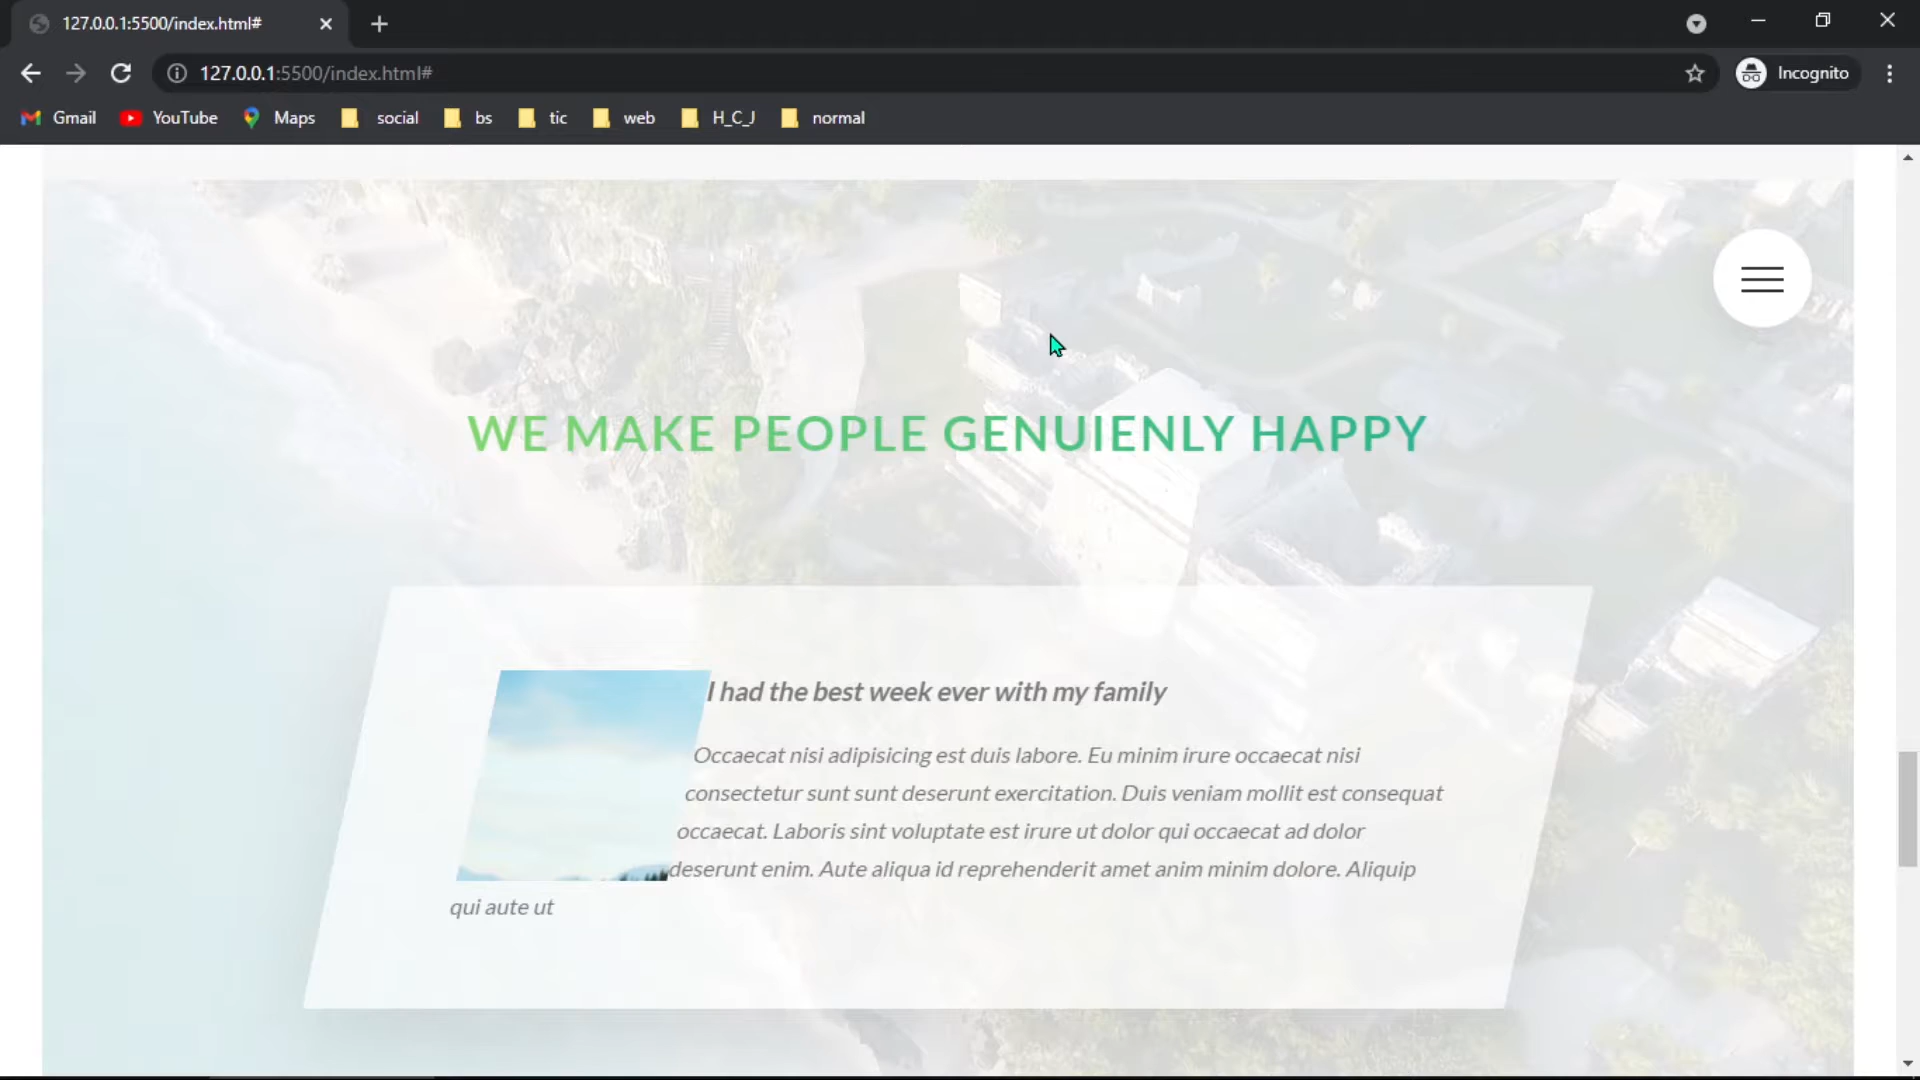 127.0.0.1:5500/index.html#
127.0.0.1:5500/index.html#
Incognito
Gmail YouTube Maps social bs tic web H_C_J normal
WE MAKE PEOPLE GENUIENLY HAPPY
I had the best week ever with my family
Occaecat nisi adipisicing est duis labore. Eu minim irure occaecat nisi
consectetur sunt sunt deserunt exercitation. Duis veniam mollit est consequat
occaecat. Laboris sint voluptate est irure ut dolor qui occaecat ad dolor
deserunt enim. Aute aliqua id reprehenderit amet anim minim dolore. Aliquip
qui aute ut